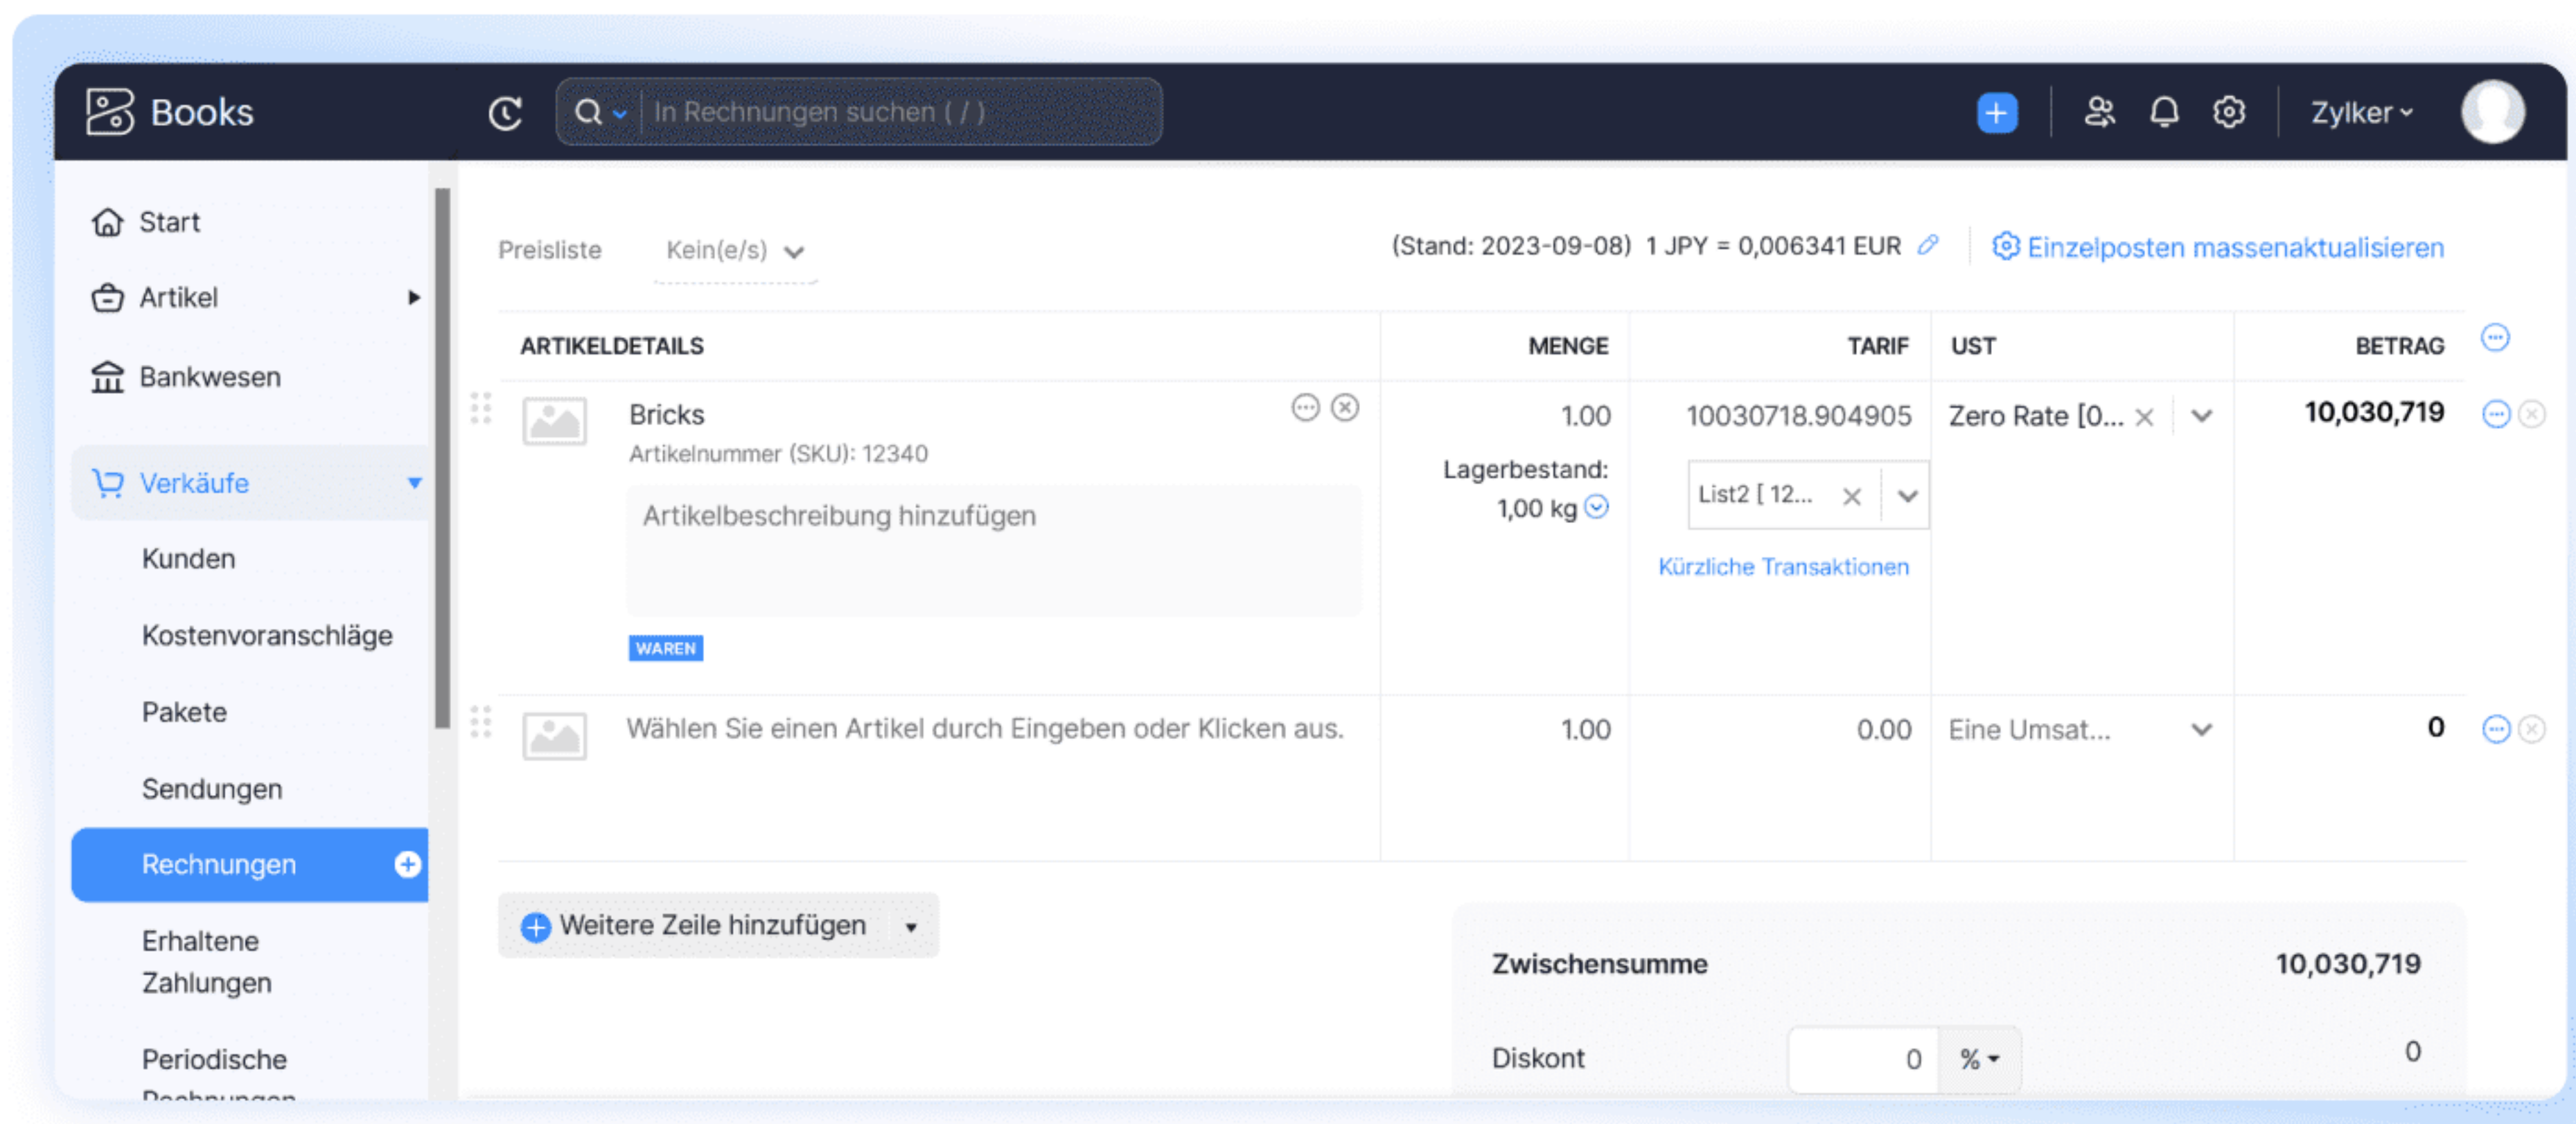 Books
In Rechnungen suchen ( / )
Zylker
Start
Artikel
Bankwesen
Verkäufe
Kunden
Kostenvoranschläge
Pakete
Sendungen
Rechnungen
Erhaltene
Zahlungen
Periodische
Rechnungen
Preisliste Kein(e/s)
(Stand: 2023-09-08) 1 JPY = 0,006341 EUR
Einzelposten massenaktualisieren
ARTIKELDETAILS MENGE TARIF UST BETRAG
Bricks 1.00 10030718.904905 Zero Rate [0... 10,030,719
Artikelnummer (SKU): 12340
Lagerbestand:
1,00 kg
List2 [ 12...
Artikelbeschreibung hinzufügen
Kürzliche Transaktionen
WAREN
Wählen Sie einen Artikel durch Eingeben oder Klicken aus. 1.00 0.00 Eine Umsat... 0
Weitere Zeile hinzufügen
Zwischensumme 10,030,719
Diskont 0 % 0